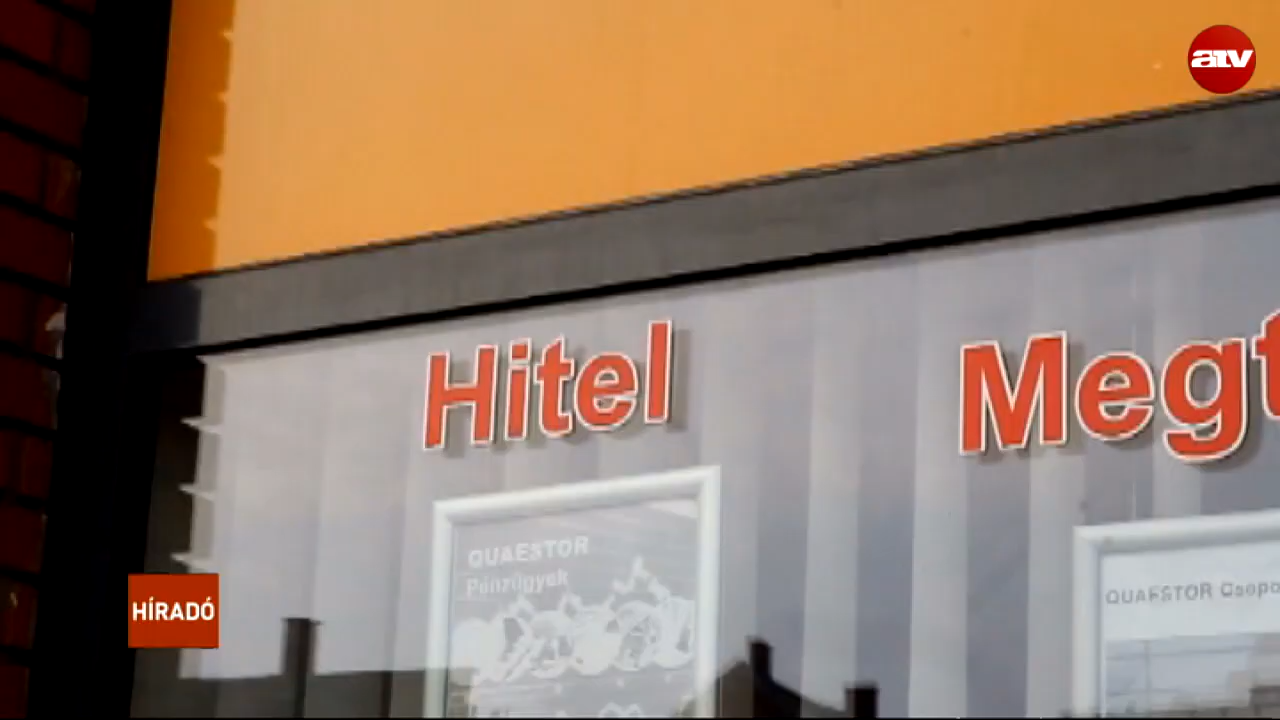 atv
Hitel
Megt
QUAESTOR
Pénzügyek
QUAESTOR Csopo
HÍRADÓ